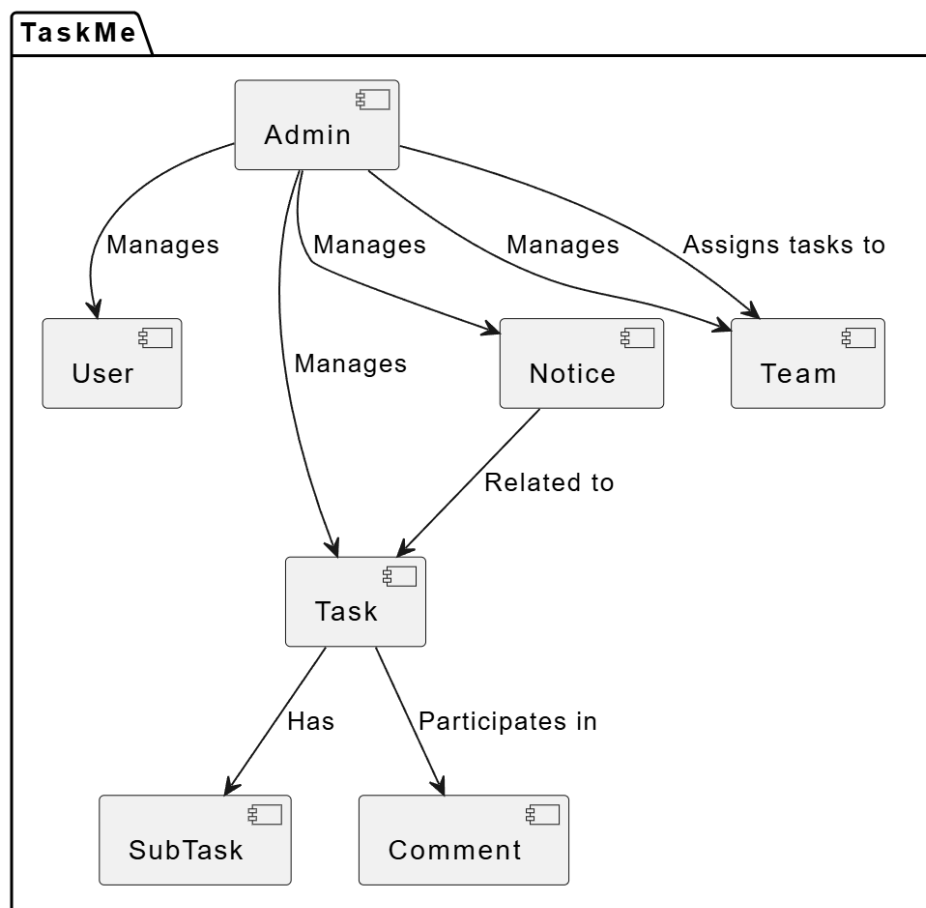 TaskMe
Admin
Manages
Manages
Manages
Assigns tasks to
User
Manages
Notice
Team
Related to
Task
Has
Participates in
SubTask
Comment